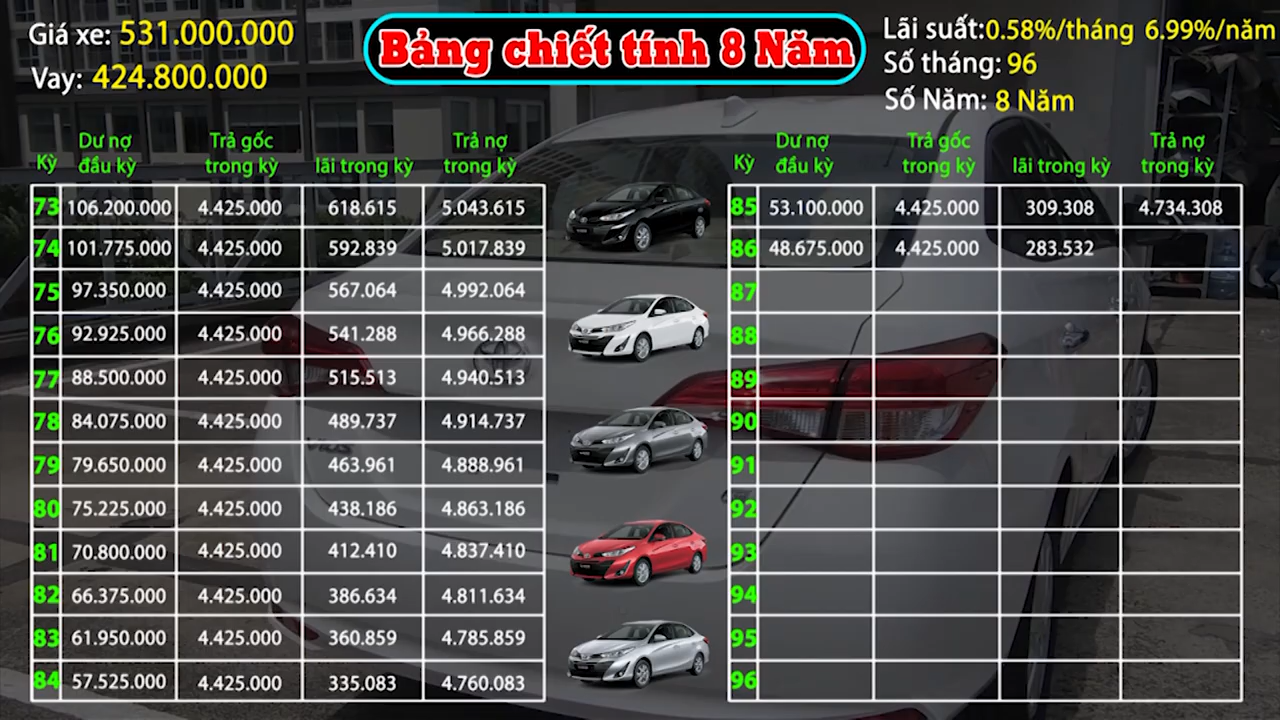 Giá xe: 531.000.000
Vay: 424.800.000
Bảng chiết tính 8 Năm
Lãi suất:0.58%/tháng 6.99%/năm
Số tháng: 96
Số Năm: 8 Năm
Kỳ Dư nợ đầu kỳ Trả gốc trong kỳ lãi trong kỳ Trả nợ trong kỳ
73 106.200.000 4.425.000 618.615 5.043.615
74 101.775.000 4.425.000 592.839 5.017.839
75 97.350.000 4.425.000 567.064 4.992.064
76 92.925.000 4.425.000 541.288 4.966.288
77 88.500.000 4.425.000 515.513 4.940.513
78 84.075.000 4.425.000 489.737 4.914.737
79 79.650.000 4.425.000 463.961 4.888.961
80 75.225.000 4.425.000 438.186 4.863.186
81 70.800.000 4.425.000 412.410 4.837.410
82 66.375.000 4.425.000 386.634 4.811.634
83 61.950.000 4.425.000 360.859 4.785.859
84 57.525.000 4.425.000 335.083 4.760.083
Kỳ Dư nợ đầu kỳ Trả gốc trong kỳ lãi trong kỳ Trả nợ trong kỳ
85 53.100.000 4.425.000 309.308 4.734.308
86 48.675.000 4.425.000 283.532
87
88
89
90
91
92
93
94
95
96